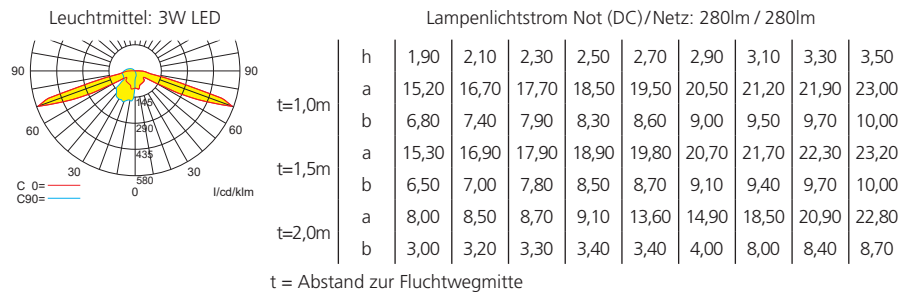 Leuchtmittel: 3W LED
Lampenlichtstrom Not (DC)/Netz: 280lm / 280lm
90 90
60 60
30 30
0
145
290
435
580
C 0=
C90=
l/cd/klm
h 1,90 2,10 2,30 2,50 2,70 2,90 3,10 3,30 3,50
t=1,0m
a 15,20 16,70 17,70 18,50 19,50 20,50 21,20 21,90 23,00
b 6,80 7,40 7,90 8,30 8,60 9,00 9,50 9,70 10,00
t=1,5m
a 15,30 16,90 17,90 18,90 19,80 20,70 21,70 22,30 23,20
b 6,50 7,00 7,80 8,50 8,70 9,10 9,40 9,70 10,00
t=2,0m
a 8,00 8,50 8,70 9,10 13,60 14,90 18,50 20,90 22,80
b 3,00 3,20 3,30 3,40 3,40 4,00 8,00 8,40 8,70
t = Abstand zur Fluchtwegmitte